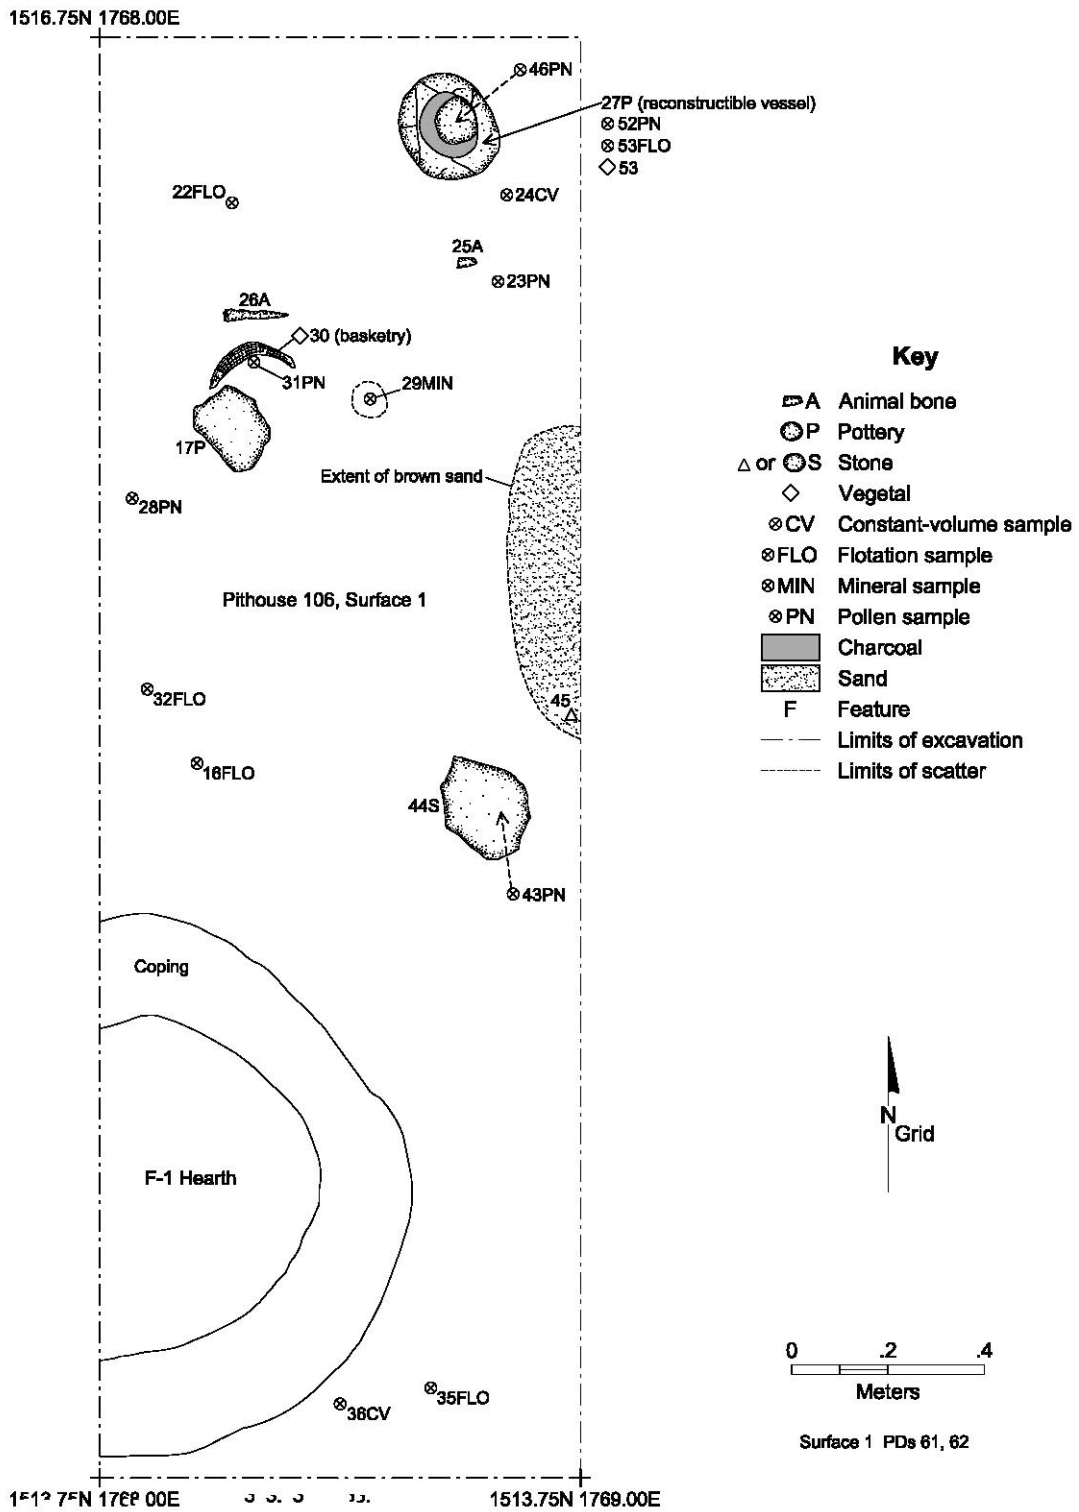 1516.75N 1768.00E
46PN
27P (reconstructible vessel)
52PN
53FLO
53
22FLO
24CV
25A
23PN
26A
30 (basketry)
31PN
29MIN
17P
Extent of brown sand
28PN
Pithouse 106, Surface 1
32FLO
45
16FLO
44S
43PN
Coping
F-1 Hearth
36CV
35FLO
1513.75N 1769.00E
Key
A Animal bone
P Pottery
or S Stone
Vegetal
CV Constant-volume sample
FLO Flotation sample
MIN Mineral sample
PN Pollen sample
Charcoal
Sand
F Feature
Limits of excavation
Limits of scatter
N
Grid
0 .2 .4
Meters
Surface 1 PDs 61, 62